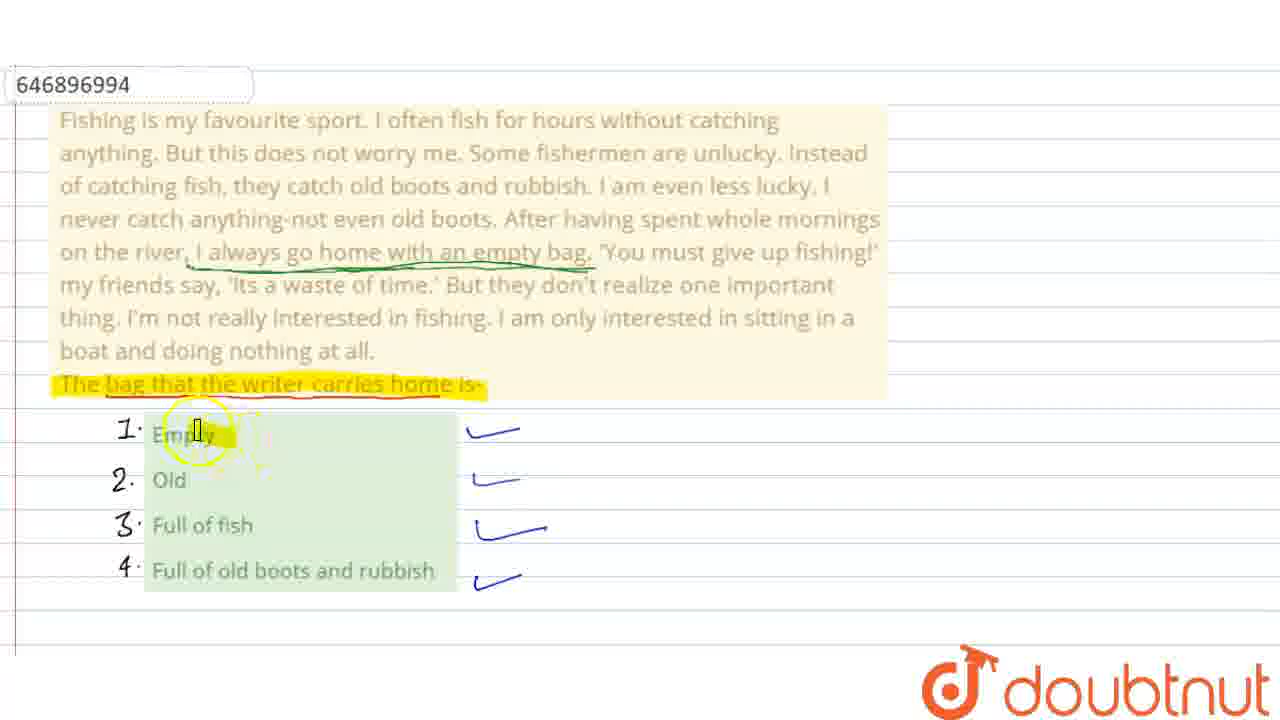 646896994
Fishing is my favourite sport. I often fish for hours without catching
anything. But this does not worry me. Some fishermen are unlucky. Instead
of catching fish, they catch old boots and rubbish. I am even less lucky. I
never catch anything-not even old boots. After having spent whole mornings
on the river, I always go home with an empty bag. 'You must give up fishing!'
my friends say, 'Its a waste of time.' But they don't realize one important
thing. I'm not really interested in fishing. I am only interested in sitting in a
boat and doing nothing at all.
The bag that the writer carries home is-
1. Empty
2. Old
3. Full of fish
4. Full of old boots and rubbish
doubtnut